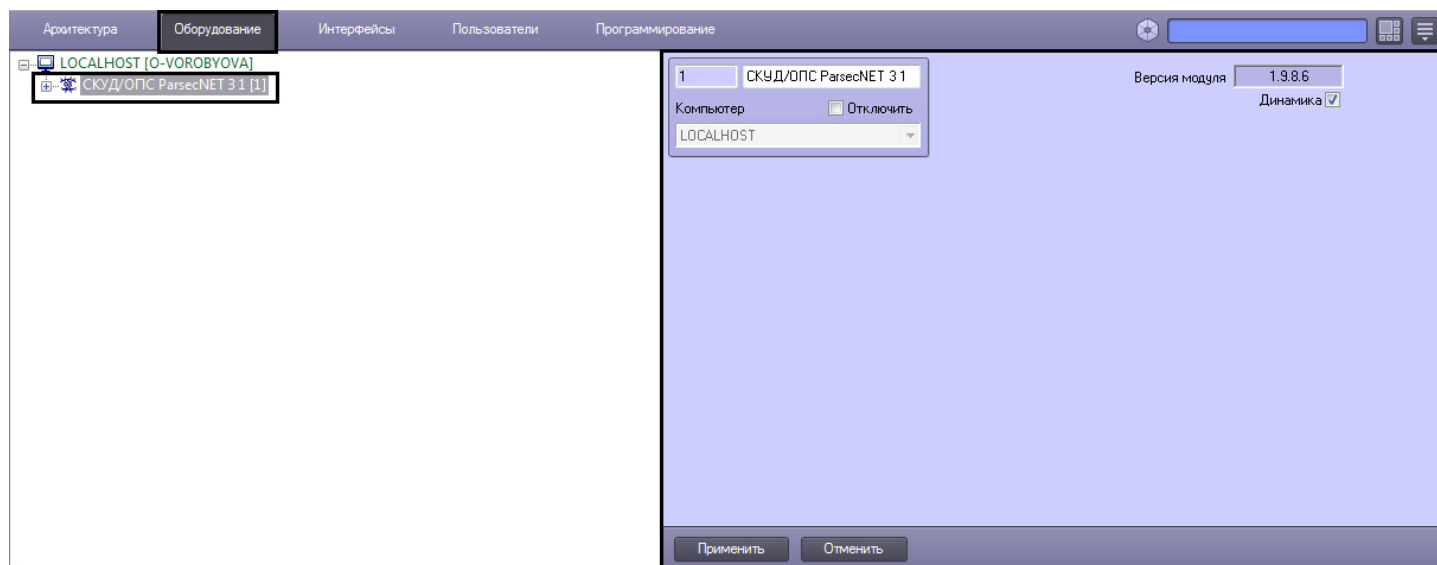 Архитектура Оборудование Интерфейсы Пользователи Программирование
LOCALHOST [O-VOROBYOVA]
СКУД/ОПС ParsecNET 3 1 [1]
1 СКУД/ОПС ParsecNET 3 1
Компьютер Отключить
LOCALHOST
Версия модуля 1.9.8.6
Динамика
Применить Отменить